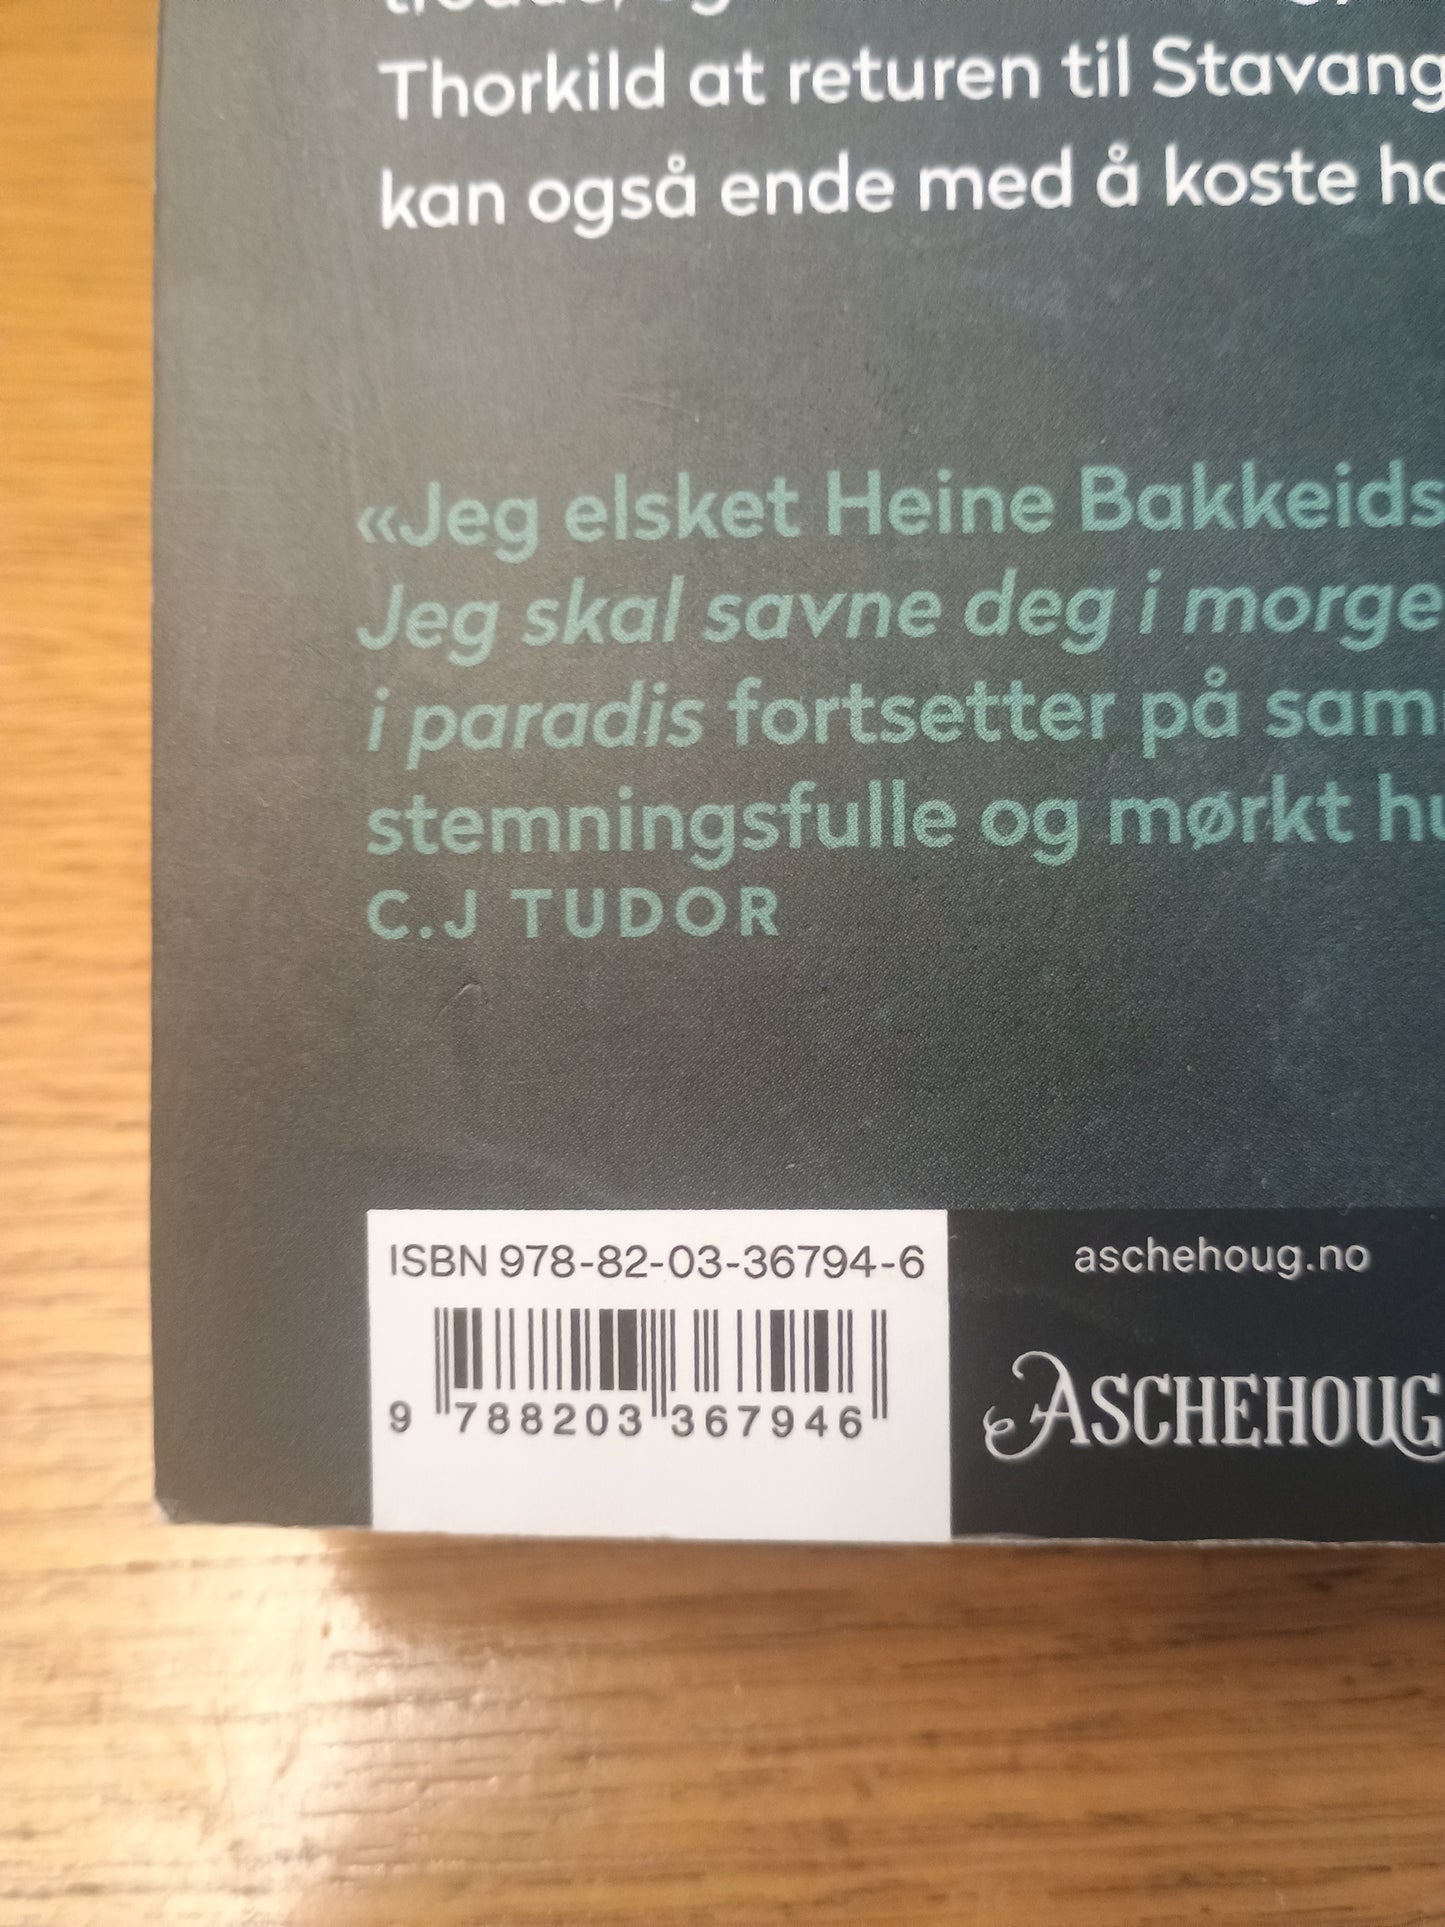 Thorkild at returen til Stavang
kan også ende med å koste ha
«Jeg elsket Heine Bakkeids
Jeg skal savne deg i morge
i paradis fortsetter på sam
stemningsfulle og mørkt hu
C.J TUDOR
ISBN 978-82-03-36794-6
9 788203 367946
aschehoug.no
ASCHEHOUG